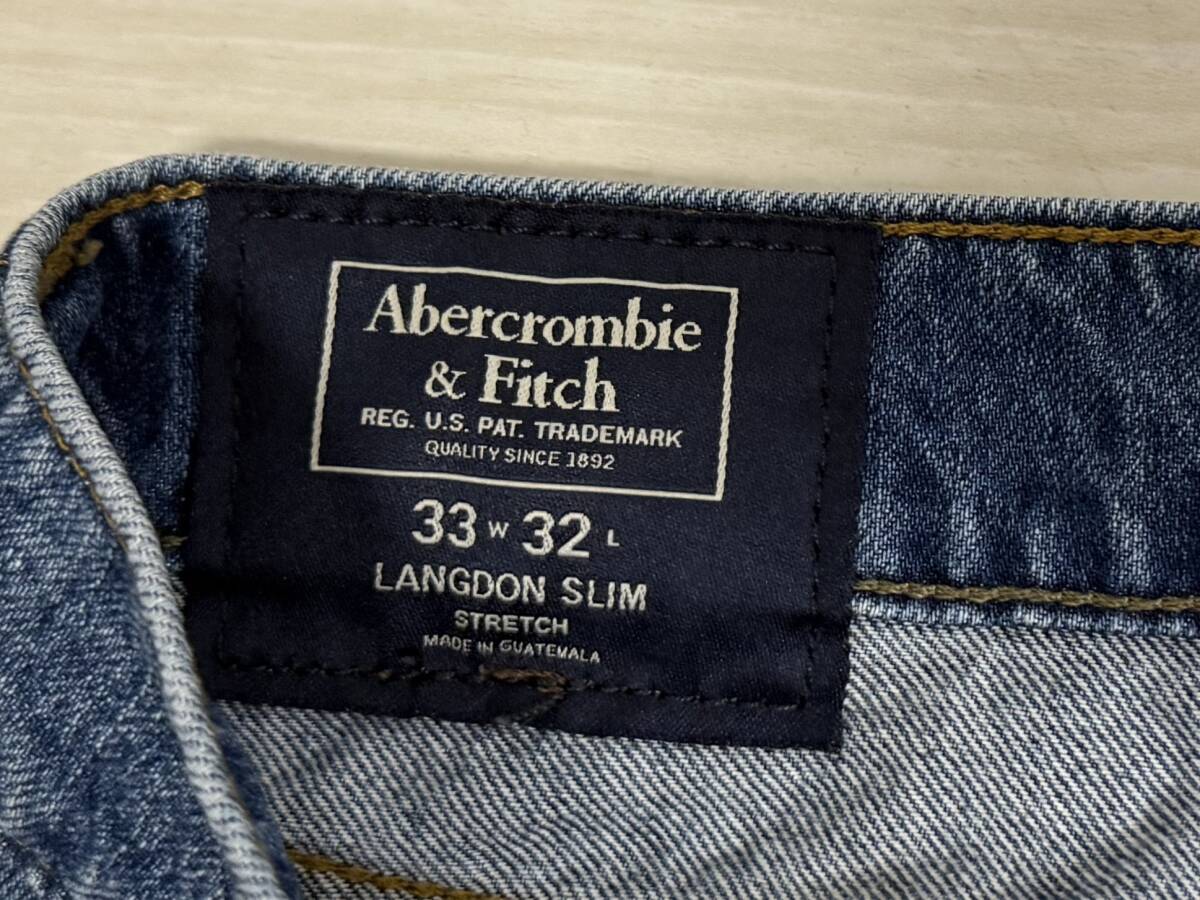 Abercrombie
& Fitch
REG. U.S. PAT. TRADEMARK
QUALITY SINCE 1892
33 W 32 L
LANGDON SLIM
STRETCH
MADE IN GUATEMALA